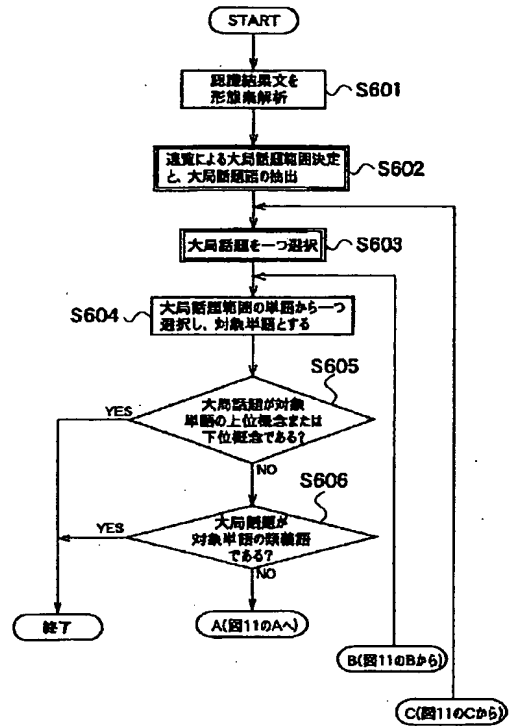 START
認識結果文を
形態素解析
S601
遠覧による大局話題範囲決定
と、大局話題語の抽出
S602
大局話題を一つ選択
S603
S604
大局話題範囲の単語から一つ
選択し、対象単語とする
S605
大局話題が対象
単語の上位概念または
下位概念である?
YES
NO
S606
大局話題が
対象単語の類義語
である?
YES
NO
終了
A(図11のAへ)
B(図11のBから)
C(図11のCから)